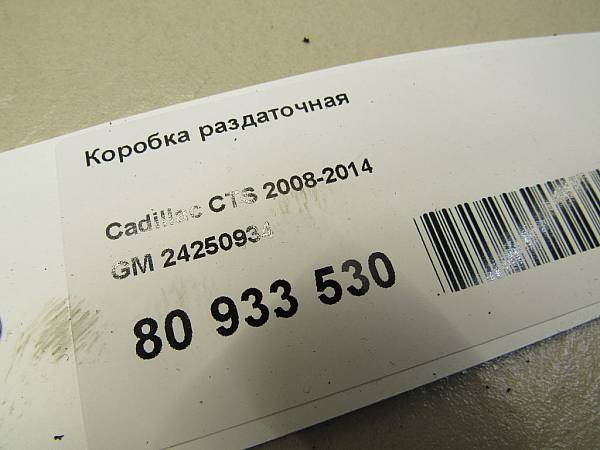 Коробка раздаточная
Cadillac CTS 2008-2014
GM 24250934
80 933 530